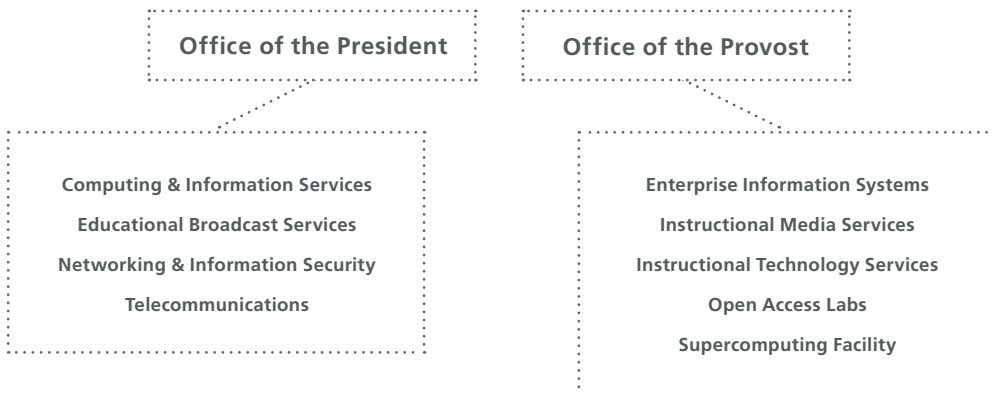 Office of the President
Office of the Provost
Computing & Information Services
Educational Broadcast Services
Networking & Information Security
Telecommunications
Enterprise Information Systems
Instructional Media Services
Instructional Technology Services
Open Access Labs
Supercomputing Facility